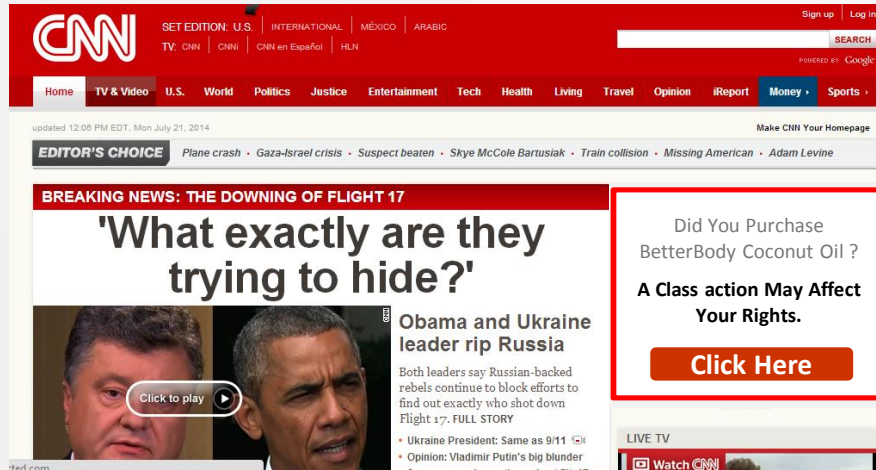 CNN
SET EDITION: U.S. INTERNATIONAL MÉXICO ARABIC
TV: CNN CNNi CNN en Español HLN
Sign up Log in
SEARCH
POWERED BY Google
Home TV & Video U.S. World Politics Justice Entertainment Tech Health Living Travel Opinion iReport Money Sports
updated 12:06 PM EDT, Mon July 21, 2014
Make CNN Your Homepage
EDITOR'S CHOICE Plane crash • Gaza-Israel crisis • Suspect beaten • Skye McCole Bartusiak • Train collision • Missing American • Adam Levine
BREAKING NEWS: THE DOWNING OF FLIGHT 17
'What exactly are they
trying to hide?'
Click to play
CNN
Obama and Ukraine
leader rip Russia
Both leaders say Russian-backed
rebels continue to block efforts to
find out exactly who shot down
Flight 17. FULL STORY
• Ukraine President: Same as 9/11
• Opinion: Vladimir Putin's big blunder
Did You Purchase
BetterBody Coconut Oil ?
A Class action May Affect
Your Rights.
Click Here
LIVE TV
Watch CNN